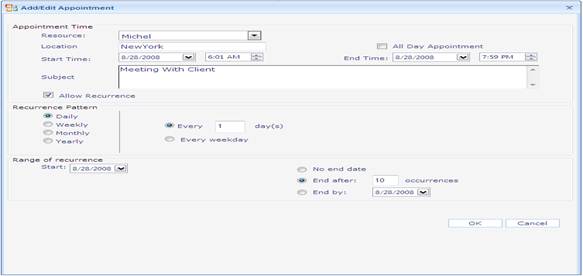 Add/Edit Appointment
Appointment Time
Resource: Michel
Location NewYork All Day Appointment
Start Time: 8/28/2008 6:01 AM End Time: 8/28/2008 7:59 PM
Subject Meeting With Client
Allow Recurrence
Recurrence Pattern
Daily
Weekly Every 1 day(s)
Monthly Every weekday
Yearly
Range of recurrence
Start: 8/28/2008 No end date
End after: 10 occurrences
End by: 8/28/2008
OK Cancel